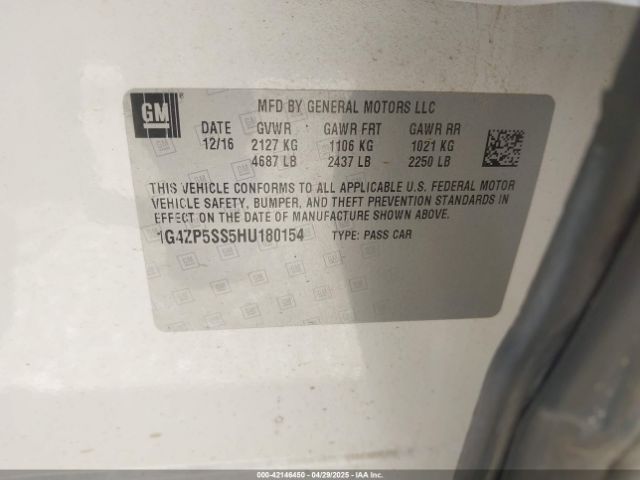 GM
MFD BY GENERAL MOTORS LLC
DATE GVWR GAWR FRT GAWR RR
12/16 2127 KG 1106 KG 1021 KG
4687 LB 2437 LB 2250 LB
THIS VEHICLE CONFORMS TO ALL APPLICABLE U.S. FEDERAL MOTOR
VEHICLE SAFETY, BUMPER, AND THEFT PREVENTION STANDARDS IN
EFFECT ON THE DATE OF MANUFACTURE SHOWN ABOVE.
1G4ZP5SS5HU180154 TYPE: PASS CAR
000-42146450 04/29/2025 IAAI.COM